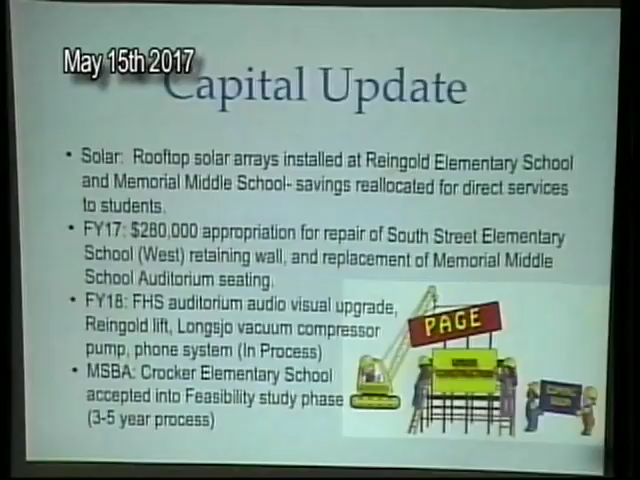 May 15th 2017
Capital Update
• Solar: Rooftop solar arrays installed at Reingold Elementary School
and Memorial Middle School- savings reallocated for direct services
to students.
• FY17: $280,000 appropriation for repair of South Street Elementary
School (West) retaining wall, and replacement of Memorial Middle
School Auditorium seating.
• FY18: FHS auditorium audio visual upgrade,
Reingold lift, Longsjo vacuum compressor
pump, phone system (In Process)
• MSBA: Crocker Elementary School
accepted into Feasibility study phase
(3-5 year process)
PAGE